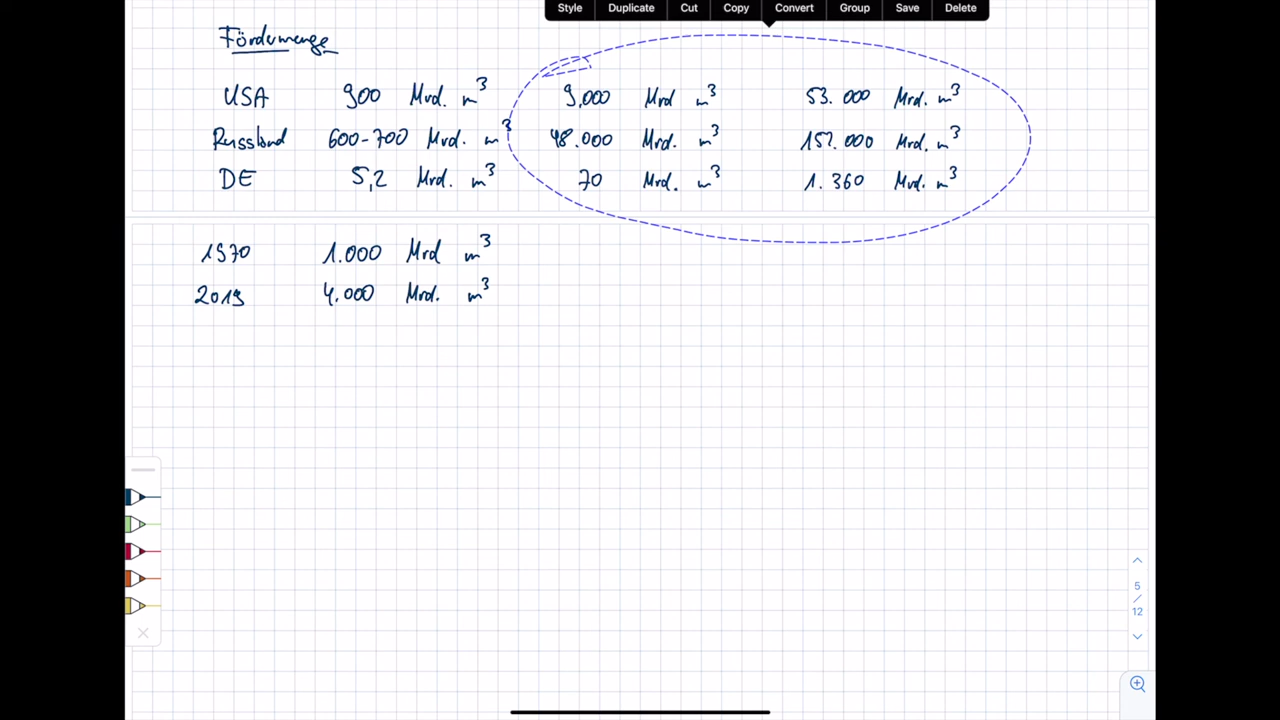 Style Duplicate Cut Copy Convert Group Save Delete
Fördermenge
USA 900 Mrd. m³ 9.000 Mrd m³ 53.000 Mrd. m³
Russland 600-700 Mrd. m³ 48.000 Mrd. m³ 152.000 Mrd. m³
DE 5,2 Mrd. m³ 70 Mrd. m³ 1.360 Mrd. m³
1970 1.000 Mrd m³
2019 4.000 Mrd. m³
5
/
12